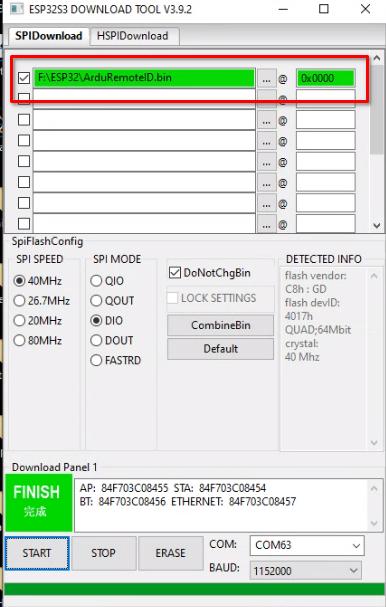 ESP32S3 DOWNLOAD TOOL V3.9.2
SPIDownload HSPIDownload
F:\ESP32\ArduRemoteID.bin ... @ 0x0000
... @
... @
... @
... @
... @
... @
... @
SpiFlashConfig
SPI SPEED
40MHz
26.7MHz
20MHz
80MHz
SPI MODE
QIO
QOUT
DIO
DOUT
FASTRD
DoNotChgBin
LOCK SETTINGS
CombineBin
Default
DETECTED INFO
flash vendor:
C8h : GD
flash devID:
4017h
QUAD;64Mbit
crystal:
40 Mhz
Download Panel 1
FINISH
完成
AP: 84F703C08455 STA: 84F703C08454
BT: 84F703C08456 ETHERNET: 84F703C08457
START STOP ERASE
COM: COM63
BAUD: 1152000